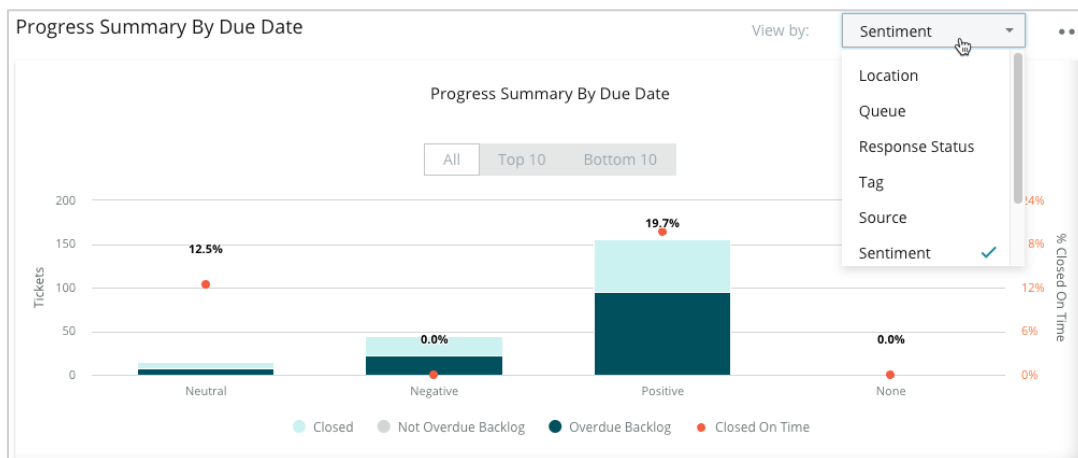 Progress Summary By Due Date
View by:
Sentiment
Location
Queue
Response Status
Tag
Source
Sentiment
Progress Summary By Due Date
All Top 10 Bottom 10
200
150
100
50
0
Tickets
12.5%
0.0%
19.7%
0.0%
12%
6%
0%
% Closed On Time
Neutral Negative Positive None
Closed Not Overdue Backlog Overdue Backlog Closed On Time